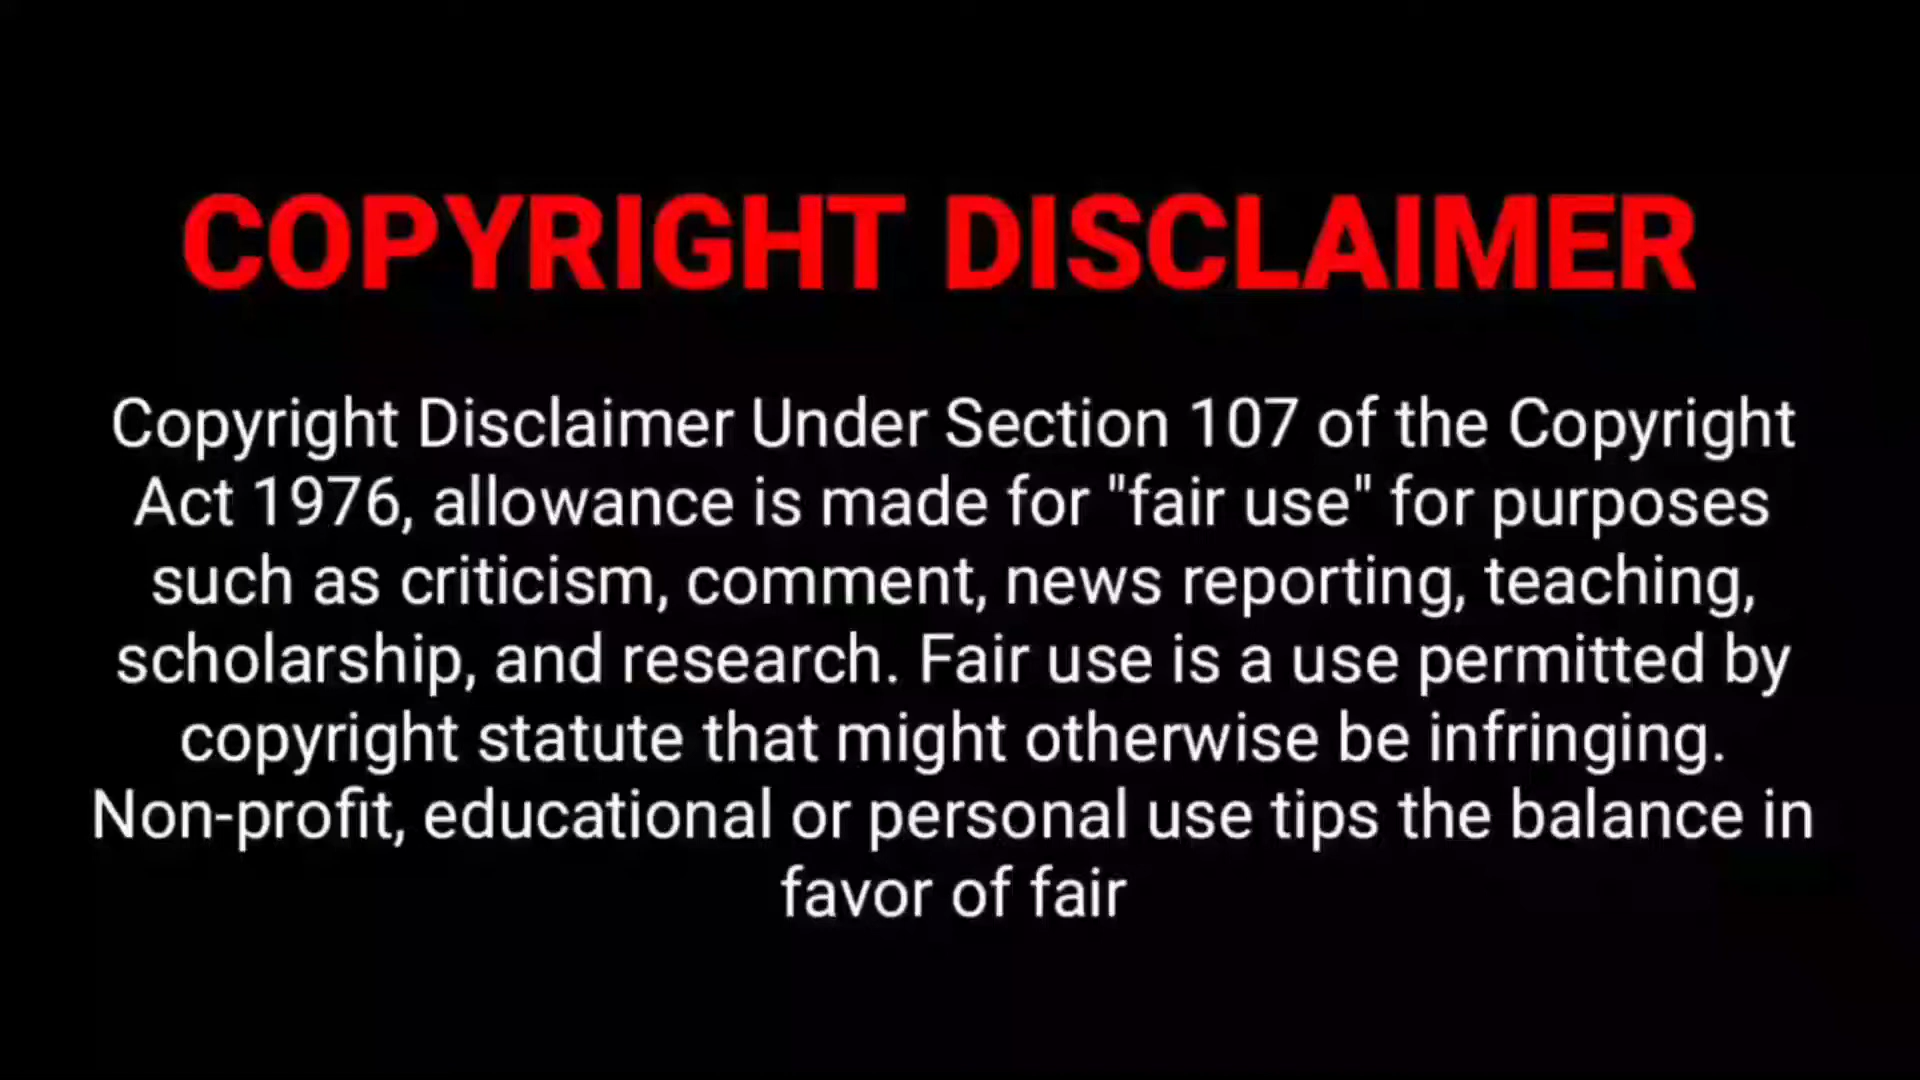 COPYRIGHT DISCLAIMER
Copyright Disclaimer Under Section 107 of the Copyright
Act 1976, allowance is made for "fair use" for purposes
such as criticism, comment, news reporting, teaching,
scholarship, and research. Fair use is a use permitted by
copyright statute that might otherwise be infringing.
Non-profit, educational or personal use tips the balance in
favor of fair